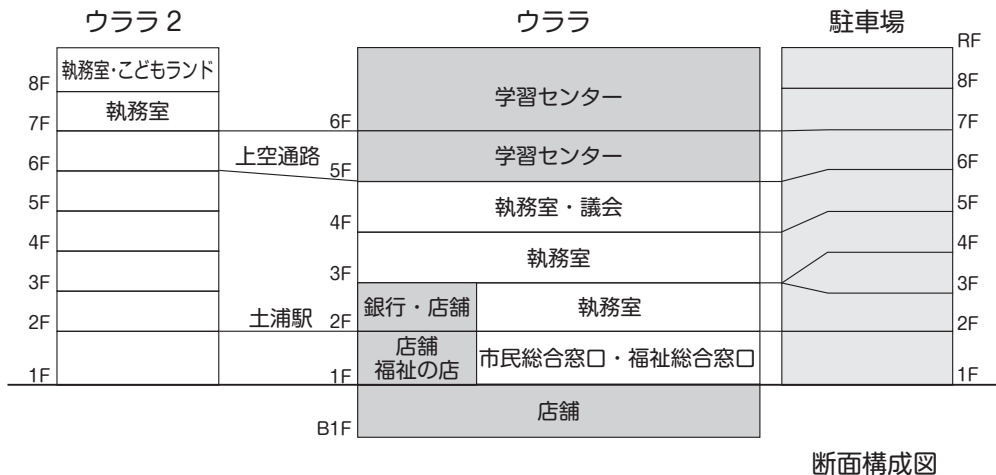 ウララ 2
ウララ
駐車場
RF
8F
執務室・こどもランド
7F
執務室
6F
5F
4F
3F
2F
1F
上空通路
土浦駅
6F
学習センター
5F
学習センター
4F
執務室・議会
3F
執務室
2F
銀行・店舗
執務室
1F
店舗
福祉の店
市民総合窓口・福祉総合窓口
B1F
店舗
8F
7F
6F
5F
4F
3F
2F
1F
断面構成図